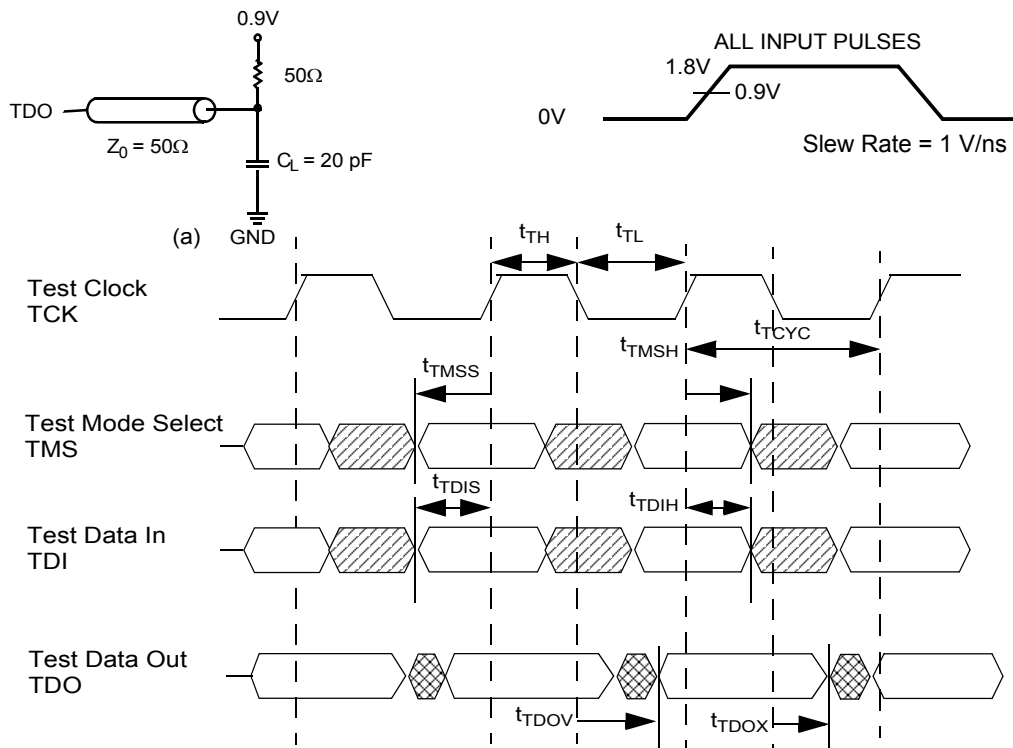 0.9V
ALL INPUT PULSES
50Ω
1.8V
0.9V
TDO
0V
Z0 = 50Ω
CL = 20 pF
Slew Rate = 1 V/ns
(a)
GND
tTH
tTL
Test Clock
TCK
tTMSH
tTCYC
tTMSS
Test Mode Select
TMS
tTDIS
tTDIH
Test Data In
TDI
Test Data Out
TDO
tTDOV
tTDOX